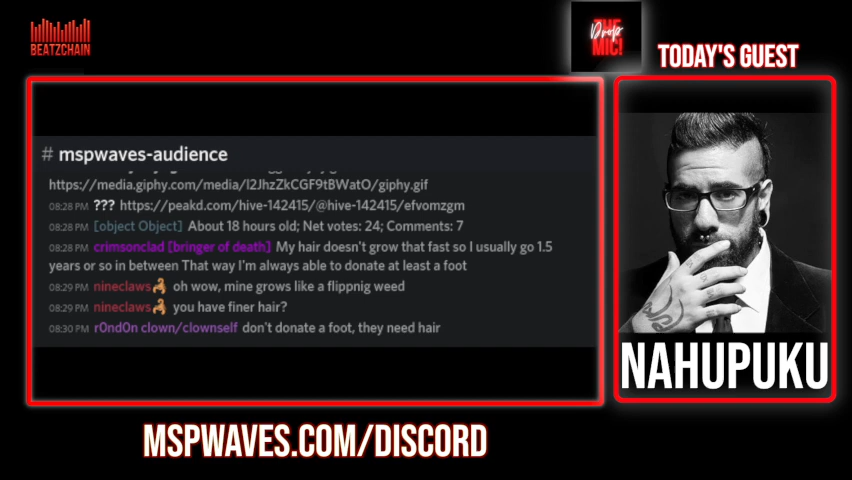 BEATZCHAIN
THE
Drop
MIC!
TODAY'S GUEST
# mspwaves-audience
https://media.giphy.com/media/l2JhzZkCGF9tBWatO/giphy.gif
08:28 PM ??? https://peakd.com/hive-142415/@hive-142415/efvomzgm
08:28 PM [object Object] About 18 hours old; Net votes: 24; Comments: 7
08:28 PM crimsonclad [bringer of death] My hair doesn't grow that fast so I usually go 1.5
years or so in between That way I'm always able to donate at least a foot
08:29 PM nineclaws🦂 oh wow, mine grows like a flippnig weed
08:29 PM nineclaws🦂 you have finer hair?
08:30 PM r0nd0n clown/clownself don't donate a foot, they need hair
NAHUPUKU
MSPWAVES.COM/DISCORD